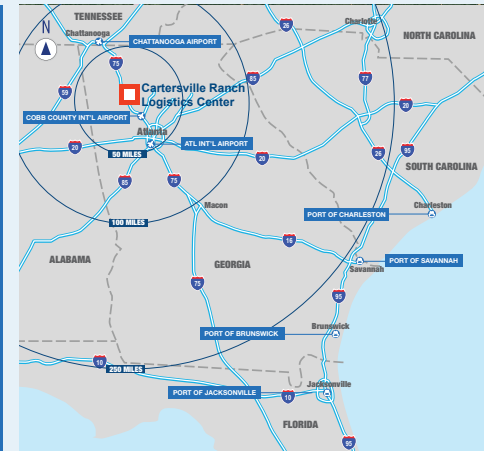 TENNESSEE
N
Chattanooga
CHATTANOOGA AIRPORT
26
Charlotte
NORTH CAROLINA
75
85
77
59
Cartersville Ranch
Logistics Center
20
COBB COUNTY INT'L AIRPORT
Atlanta
ATL INT'L AIRPORT
20
50 MILES
20
26
95
SOUTH CAROLINA
85
75
Macon
Charleston
PORT OF CHARLESTON
100 MILES
16
ALABAMA
GEORGIA
PORT OF SAVANNAH
Savannah
75
95
Brunswick
PORT OF BRUNSWICK
10
250 MILES
Jacksonville
PORT OF JACKSONVILLE
10
FLORIDA
95